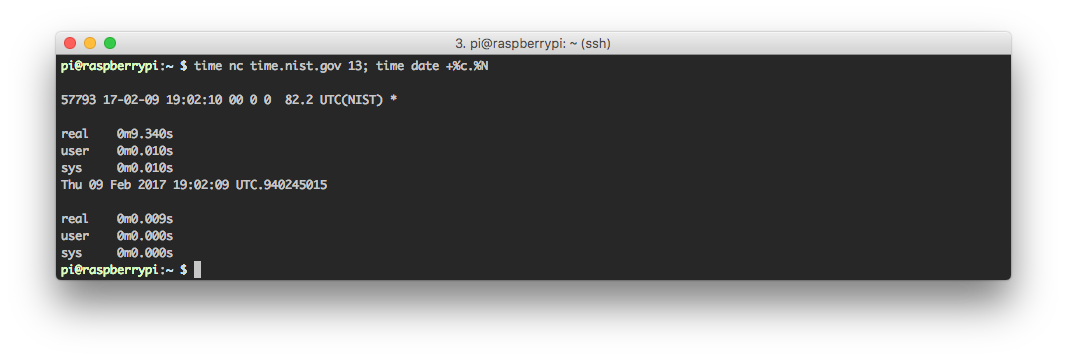 3. pi@raspberrypi: ~ (ssh)
pi@raspberrypi:~ $ time nc time.nist.gov 13; time date +%c.%N
57793 17-02-09 19:02:10 00 0 0  82.2 UTC(NIST) *
real    0m9.340s
user    0m0.010s
sys     0m0.010s
Thu 09 Feb 2017 19:02:09 UTC.940245015
real    0m0.009s
user    0m0.000s
sys     0m0.000s
pi@raspberrypi:~ $